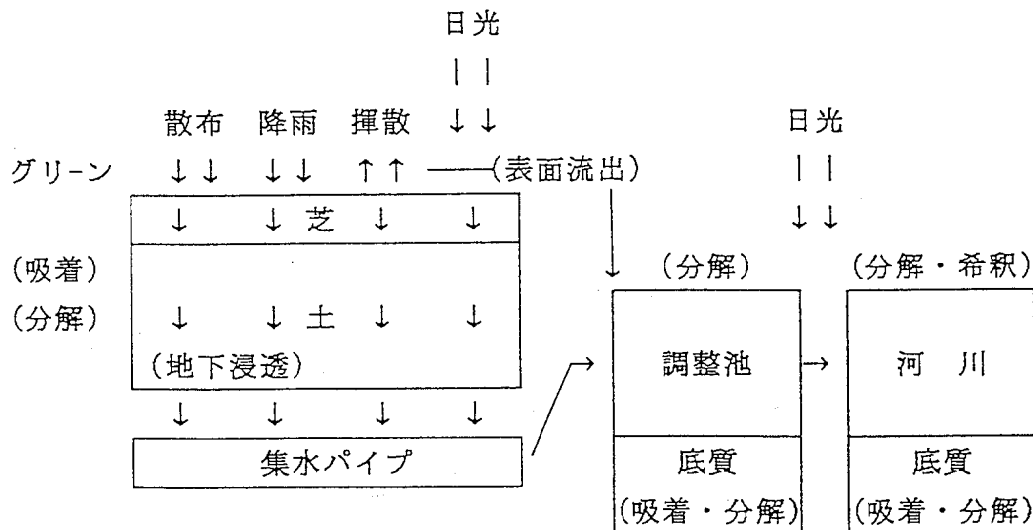 日光
散布 降雨 揮散
日光
グリーン ↓↓ ↓↓ ↑↑ (表面流出)
↓ ↓ 芝 ↓ ↓
(吸着)
(分解) (分解・希釈)
(分解) ↓ ↓ 土 ↓ ↓
(地下浸透)
調整池 → 河 川
集水パイプ
底質 底質
(吸着・分解) (吸着・分解)